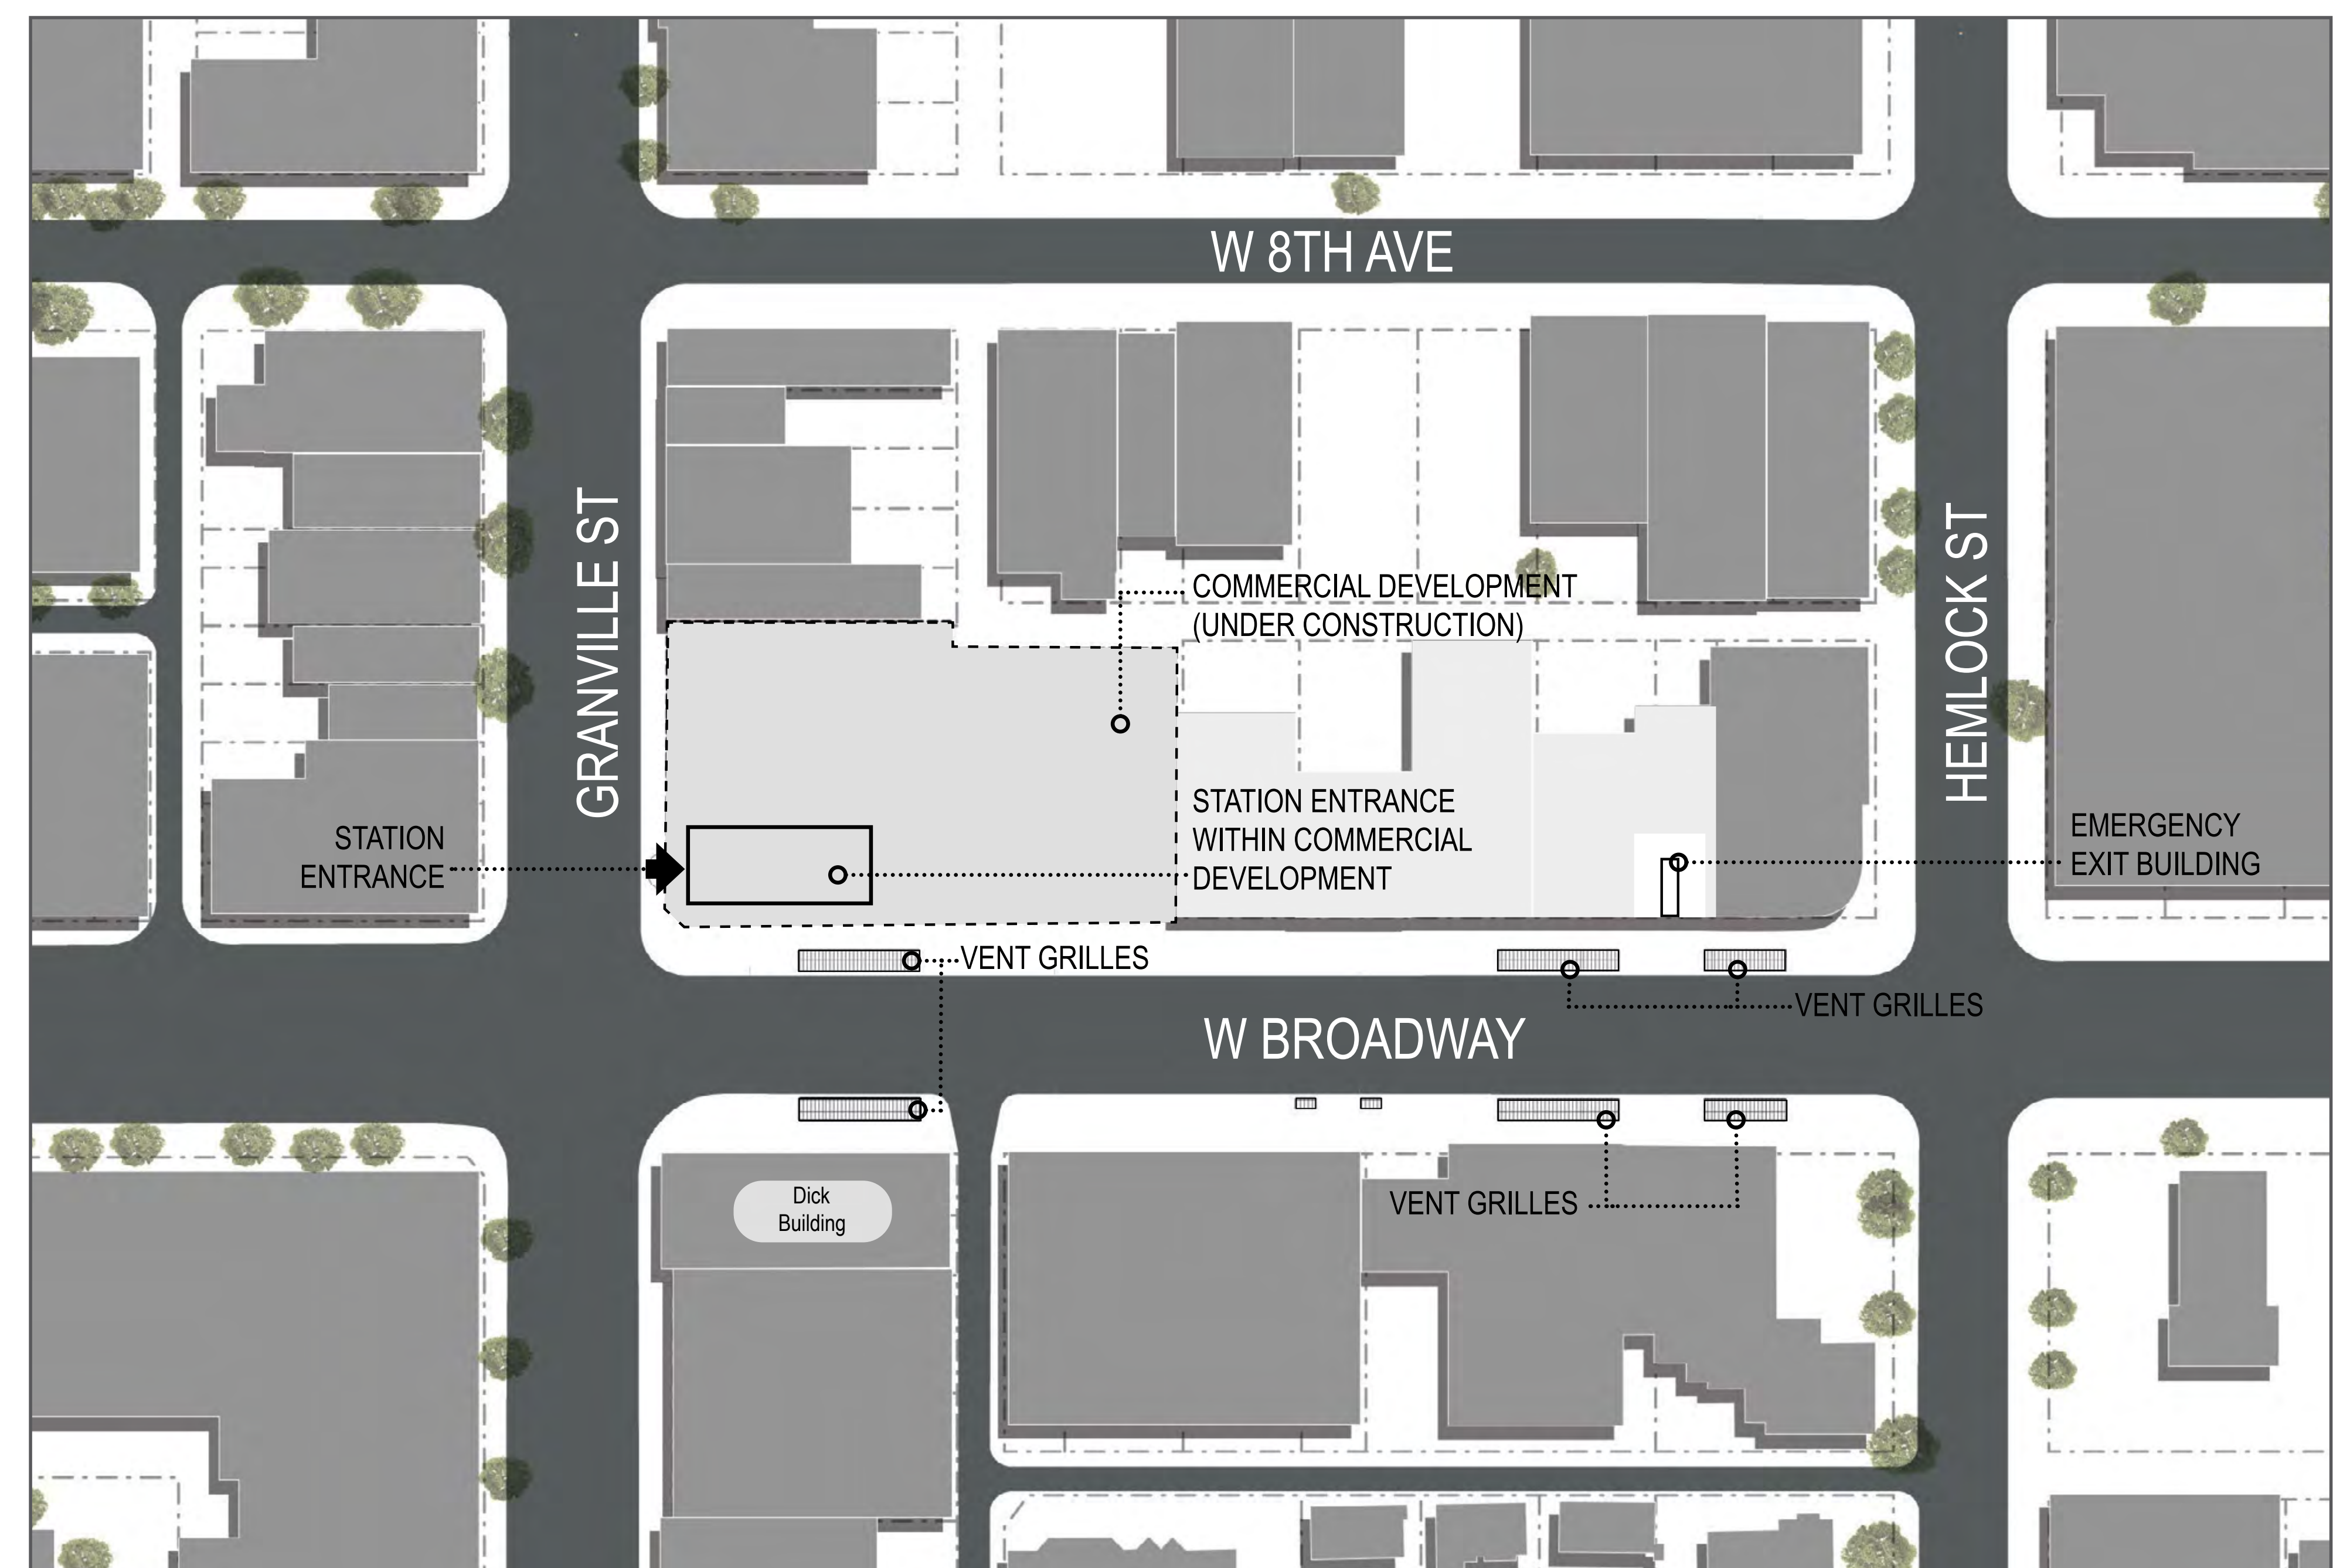 W 8TH AVE
GRANVILLE ST
HEMLOCK ST
COMMERCIAL DEVELOPMENT
(UNDER CONSTRUCTION)
STATION
ENTRANCE
STATION ENTRANCE
WITHIN COMMERCIAL
DEVELOPMENT
EMERGENCY
EXIT BUILDING
VENT GRILLES
VENT GRILLES
W BROADWAY
Dick
Building
VENT GRILLES